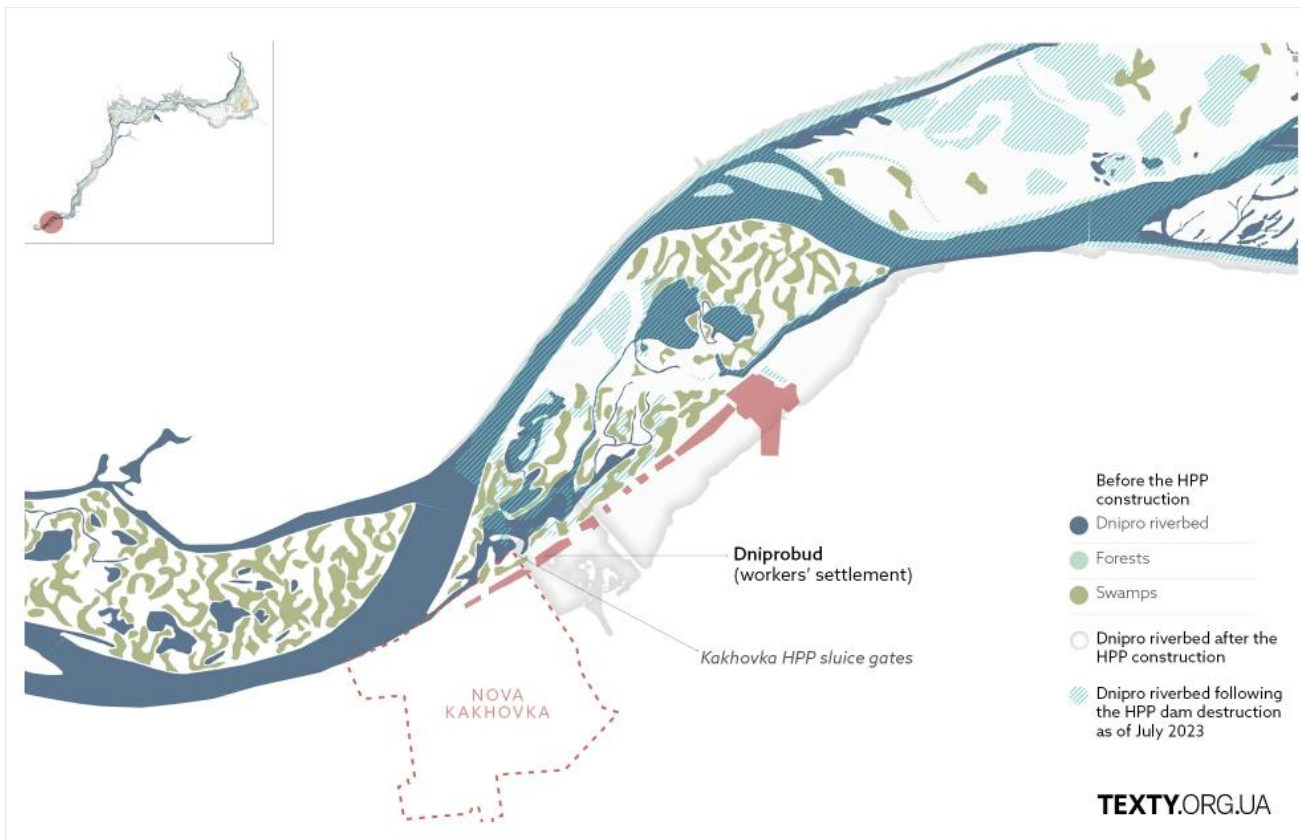 Dniprobud
(workers' settlement)
Kakhovka HPP sluice gates
NOVA
KAKHOVKA
Before the HPP
construction
Dnipro riverbed
Forests
Swamps
Dnipro riverbed after the
HPP construction
Dnipro riverbed following
the HPP dam destruction
as of July 2023
TEXTY.ORG.UA